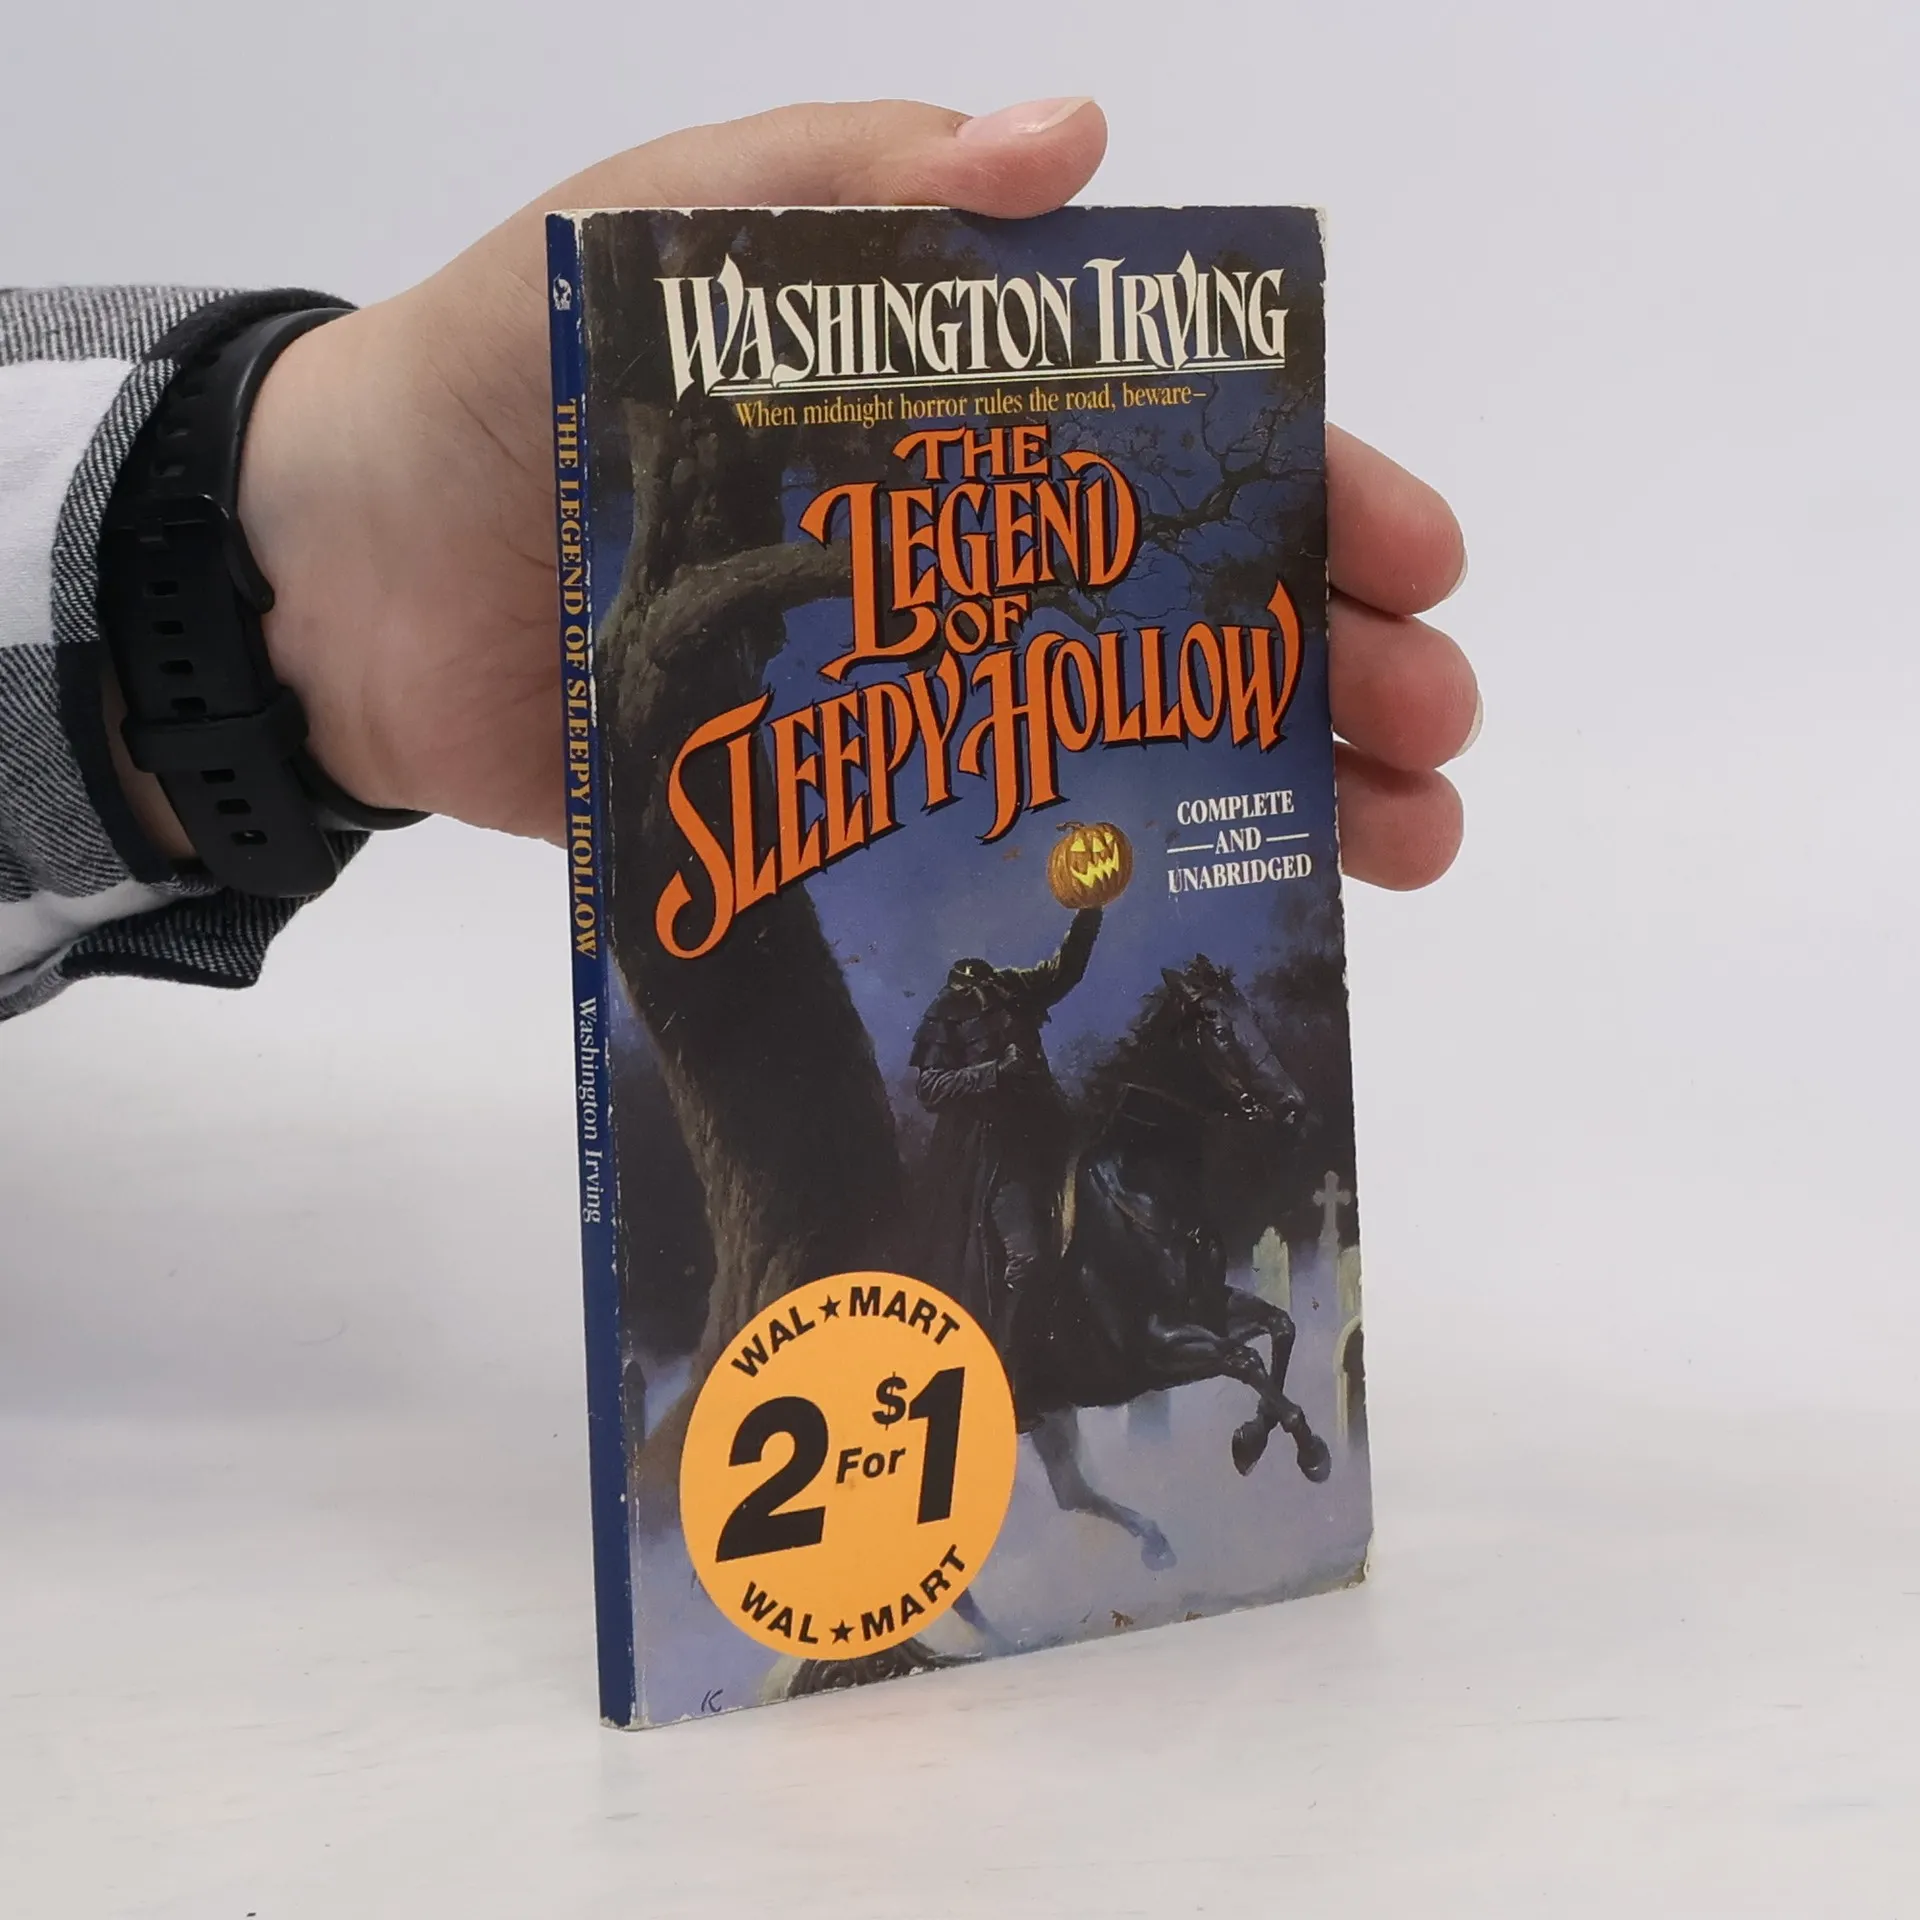 WASHINGTON IRVING
When midnight horror rules the road, beware–
THE
LEGEND
OF
SLEEPY HOLLOW
COMPLETE
AND
UNABRIDGED
WAL★MART
2 For $1
WAL★MART
K
THE LEGEND OF SLEEPY HOLLOW Washington Irving